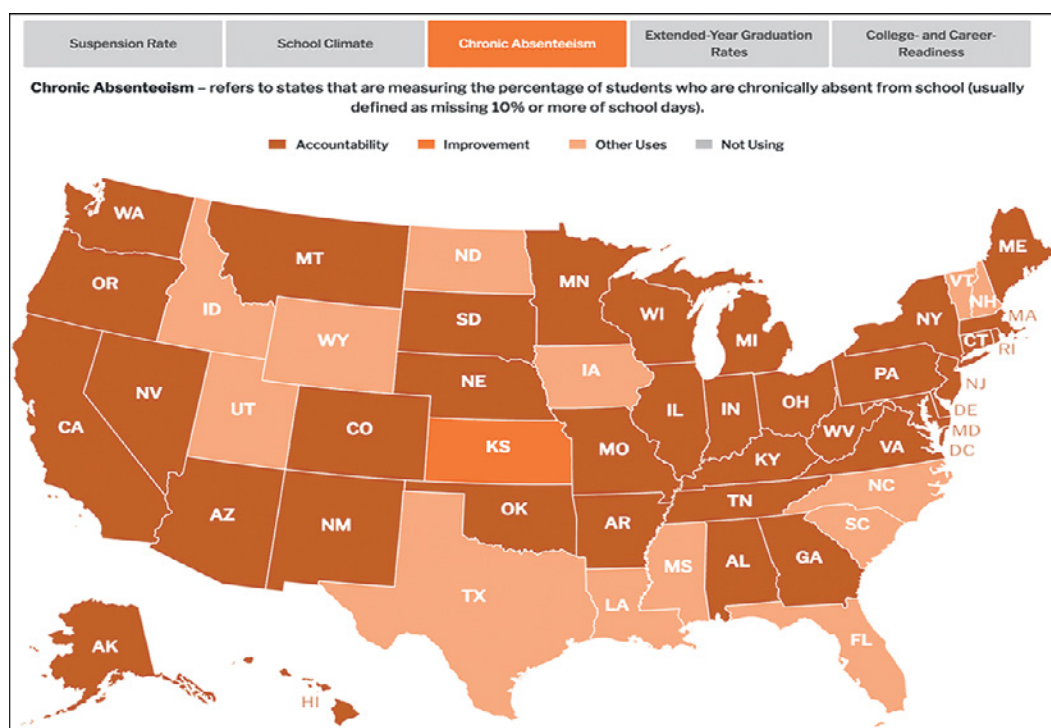 Suspension Rate
School Climate
Chronic Absenteeism
Extended-Year Graduation
Rates
College- and Career-
Readiness
Chronic Absenteeism – refers to states that are measuring the percentage of students who are chronically absent from school (usually
defined as missing 10% or more of school days).
Accountability
Improvement
Other Uses
Not Using
WA
MT
ND
MN
ME
OR
ID
WY
SD
WI
MI
NY
VT
NH
MA
CT
RI
NV
UT
CO
NE
IA
IL
IN
OH
PA
NJ
CA
KS
MO
KY
WV
VA
DE
MD
DC
AZ
NM
OK
AR
TN
NC
SC
TX
LA
MS
AL
GA
FL
AK
HI